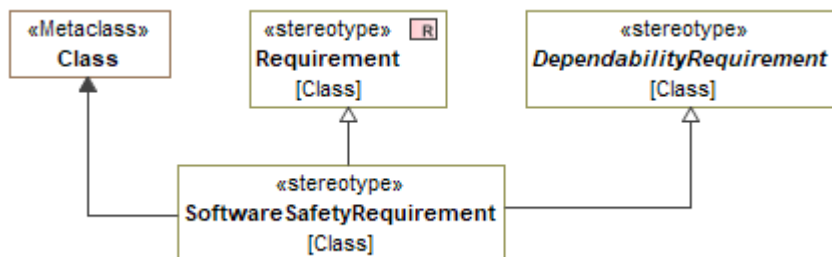 «Metaclass»
Class
«stereotype» R
Requirement
[Class]
«stereotype»
DependabilityRequirement
[Class]
«stereotype»
SoftwareSafetyRequirement
[Class]